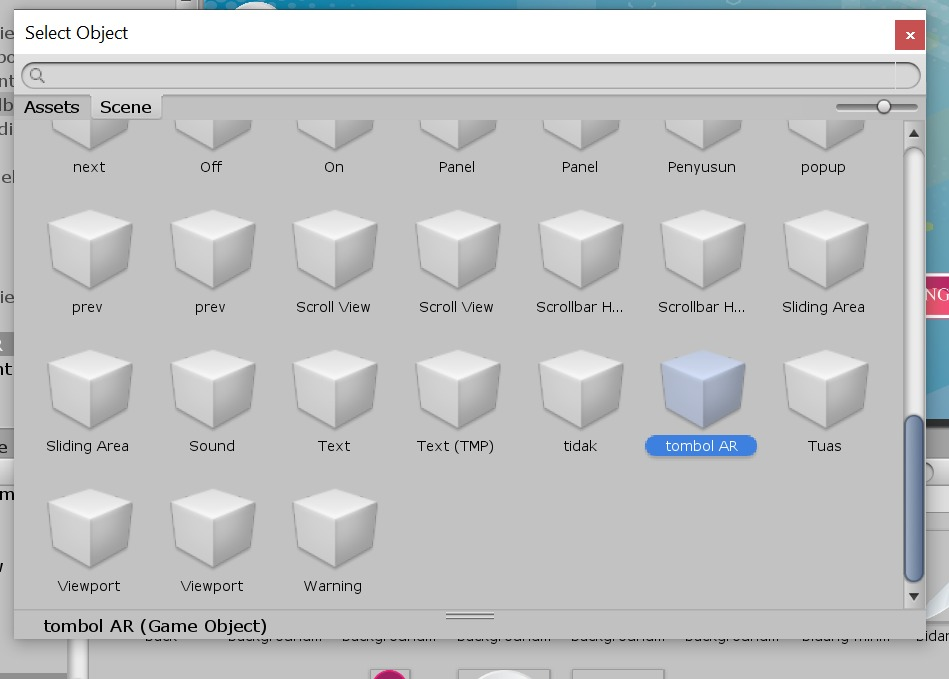 Select Object
Assets Scene
next Off On Panel Panel Penyusun popup
prev prev Scroll View Scroll View Scrollbar H... Scrollbar H... Sliding Area
NG
Sliding Area Sound Text Text (TMP) tidak tombol AR Tuas
Viewport Viewport Warning
tombol AR (Game Object)